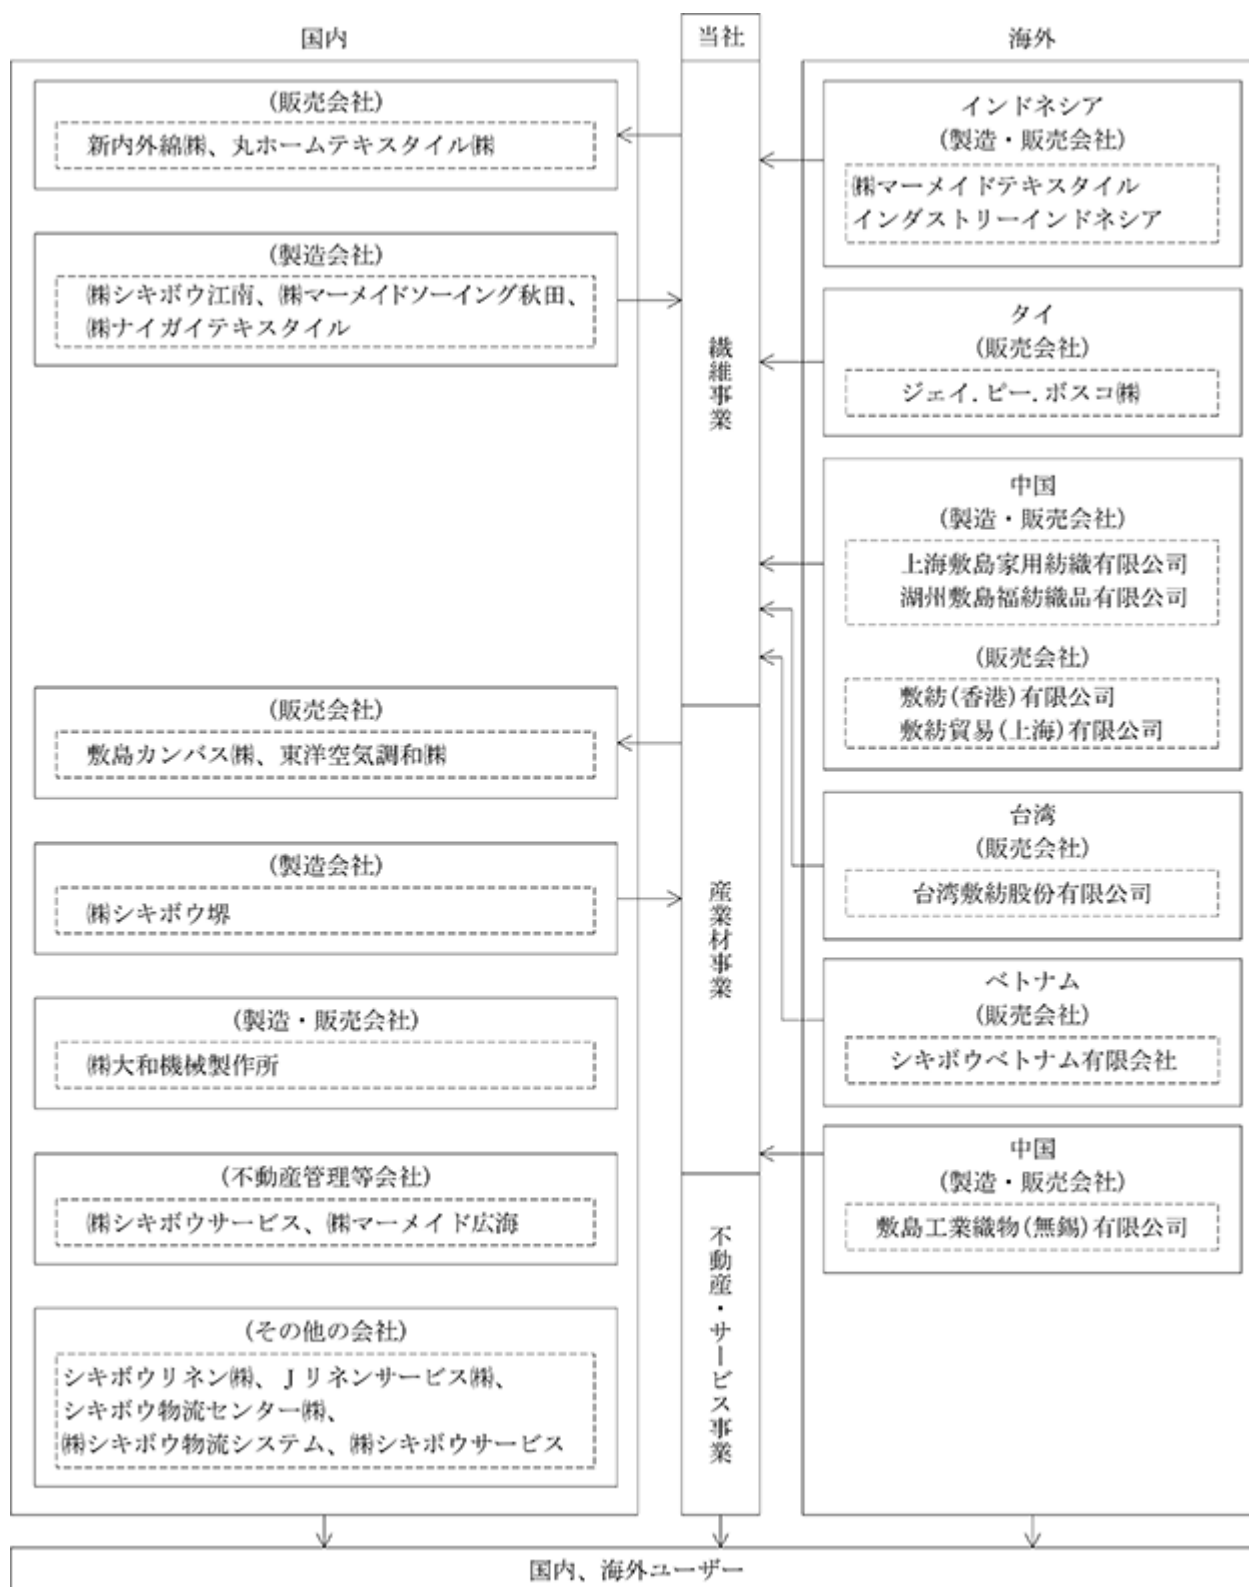 国内
(販売会社)
新内外綿㈱、丸ホームテキスタイル㈱
(製造会社)
㈱シキボウ江南、㈱マーメイドソーイング秋田、
㈱ナイガイテキスタイル
(販売会社)
敷島カンバス㈱、東洋空気調和㈱
(製造会社)
㈱シキボウ堺
(製造・販売会社)
㈱大和機械製作所
(不動産管理等会社)
㈱シキボウサービス、㈱マーメイド広海
(その他の会社)
シキボウリネン㈱、Jリネンサービス㈱、
シキボウ物流センター㈱、
㈱シキボウ物流システム、㈱シキボウサービス
当社
繊維事業
産業材事業
不動産・サービス事業
海外
インドネシア
(製造・販売会社)
㈱マーメイドテキスタイル
インダストリーインドネシア
タイ
(販売会社)
ジェイ.ピー.ボスコ㈱
中国
(製造・販売会社)
上海敷島家用紡織有限公司
湖州敷島福紡織品有限公司
(販売会社)
敷紡(香港)有限公司
敷紡貿易(上海)有限公司
台湾
(販売会社)
台湾敷紡股份有限公司
ベトナム
(販売会社)
シキボウベトナム有限会社
中国
(製造・販売会社)
敷島工業織物(無錫)有限公司
国内、海外ユーザー